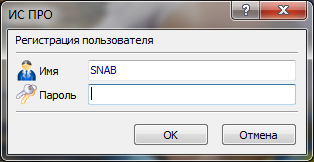 ИС ПРО
Регистрация пользователя
Имя SNAB
Пароль
OK Отмена